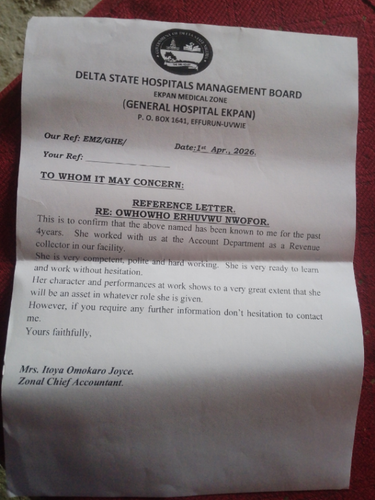 DELTA STATE HOSPITALS MANAGEMENT BOARD
EKPAN MEDICAL ZONE
(GENERAL HOSPITAL EKPAN)
P. O. BOX 1641, EFFURUN-UVWIE
Our Ref: EMZ/GHE/
Date:1st Apr., 2026.
Your Ref: _______________
TO WHOM IT MAY CONCERN:
REFERENCE LETTER.
RE: OWHOWHO ERHUVWU NWOFOR.
This is to confirm that the above named has been known to me for the past
4years. She worked with us at the Account Department as a Revenue
collector in our facility.
She is very competent, polite and hard working. She is very ready to learn
and work without hesitation.
Her character and performances at work shows to a very great extent that she
will be an asset in whatever role she is given.
However, if you require any further information don't hesitation to contact
me.
Yours faithfully,
Mrs. Itoya Omokaro Joyce.
Zonal Chief Accountant.